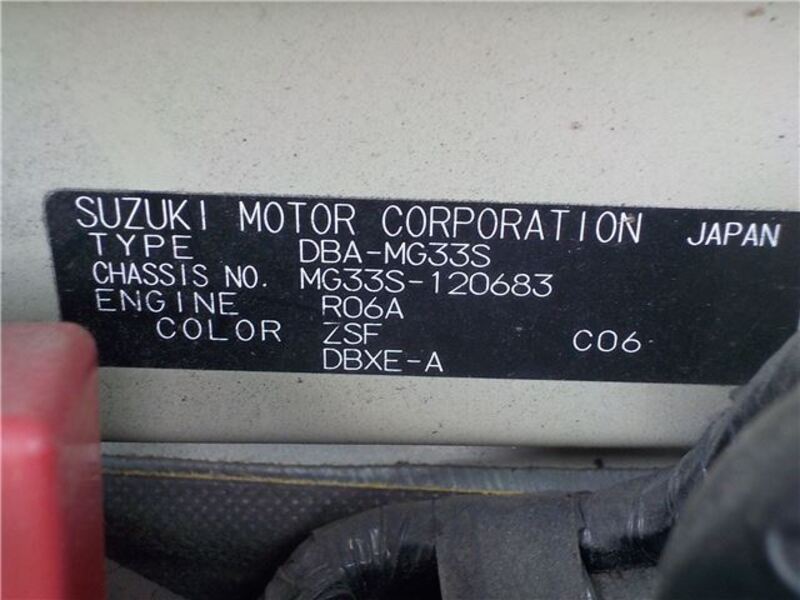 SUZUKI MOTOR CORPORATION JAPAN
TYPE DBA-MG33S
CHASSIS NO. MG33S-120683
ENGINE R06A
COLOR ZSF C06
DBXE-A